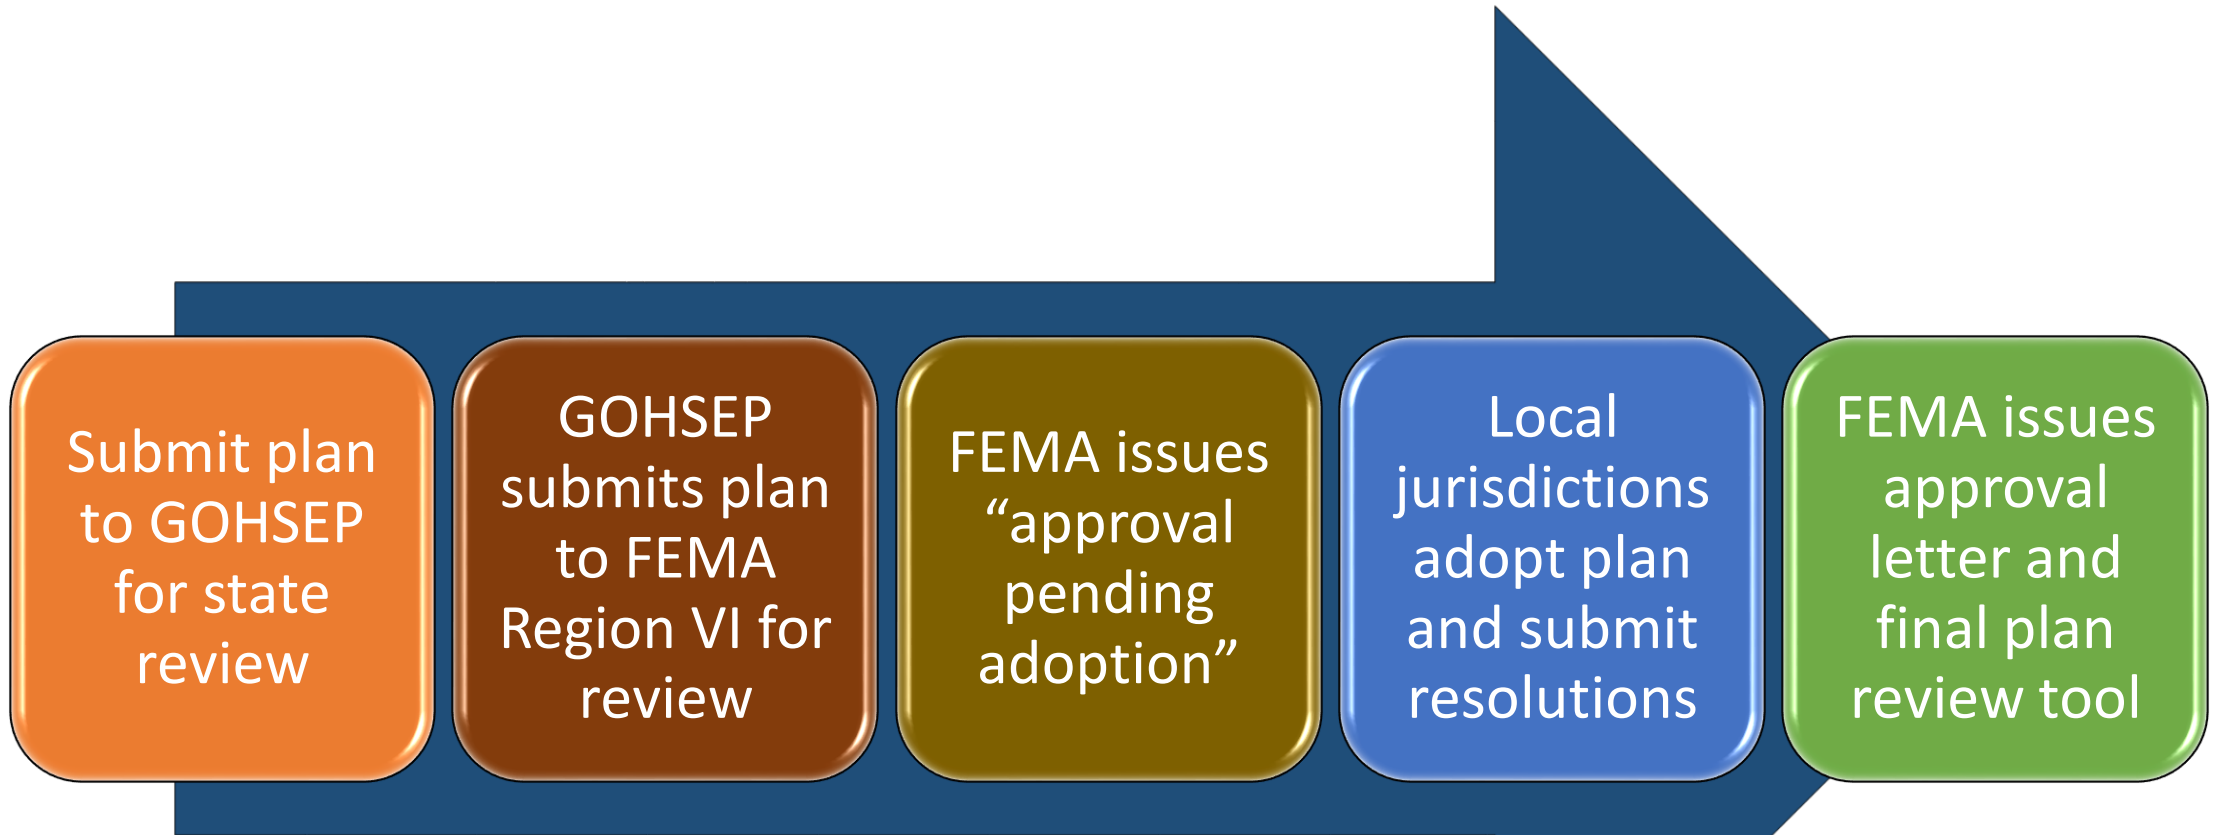 Submit plan
to GOHSEP
for state
review
GOHSEP
submits plan
to FEMA
Region VI for
review
FEMA issues
“approval
pending
adoption”
Local
jurisdictions
adopt plan
and submit
resolutions
FEMA issues
approval
letter and
final plan
review tool